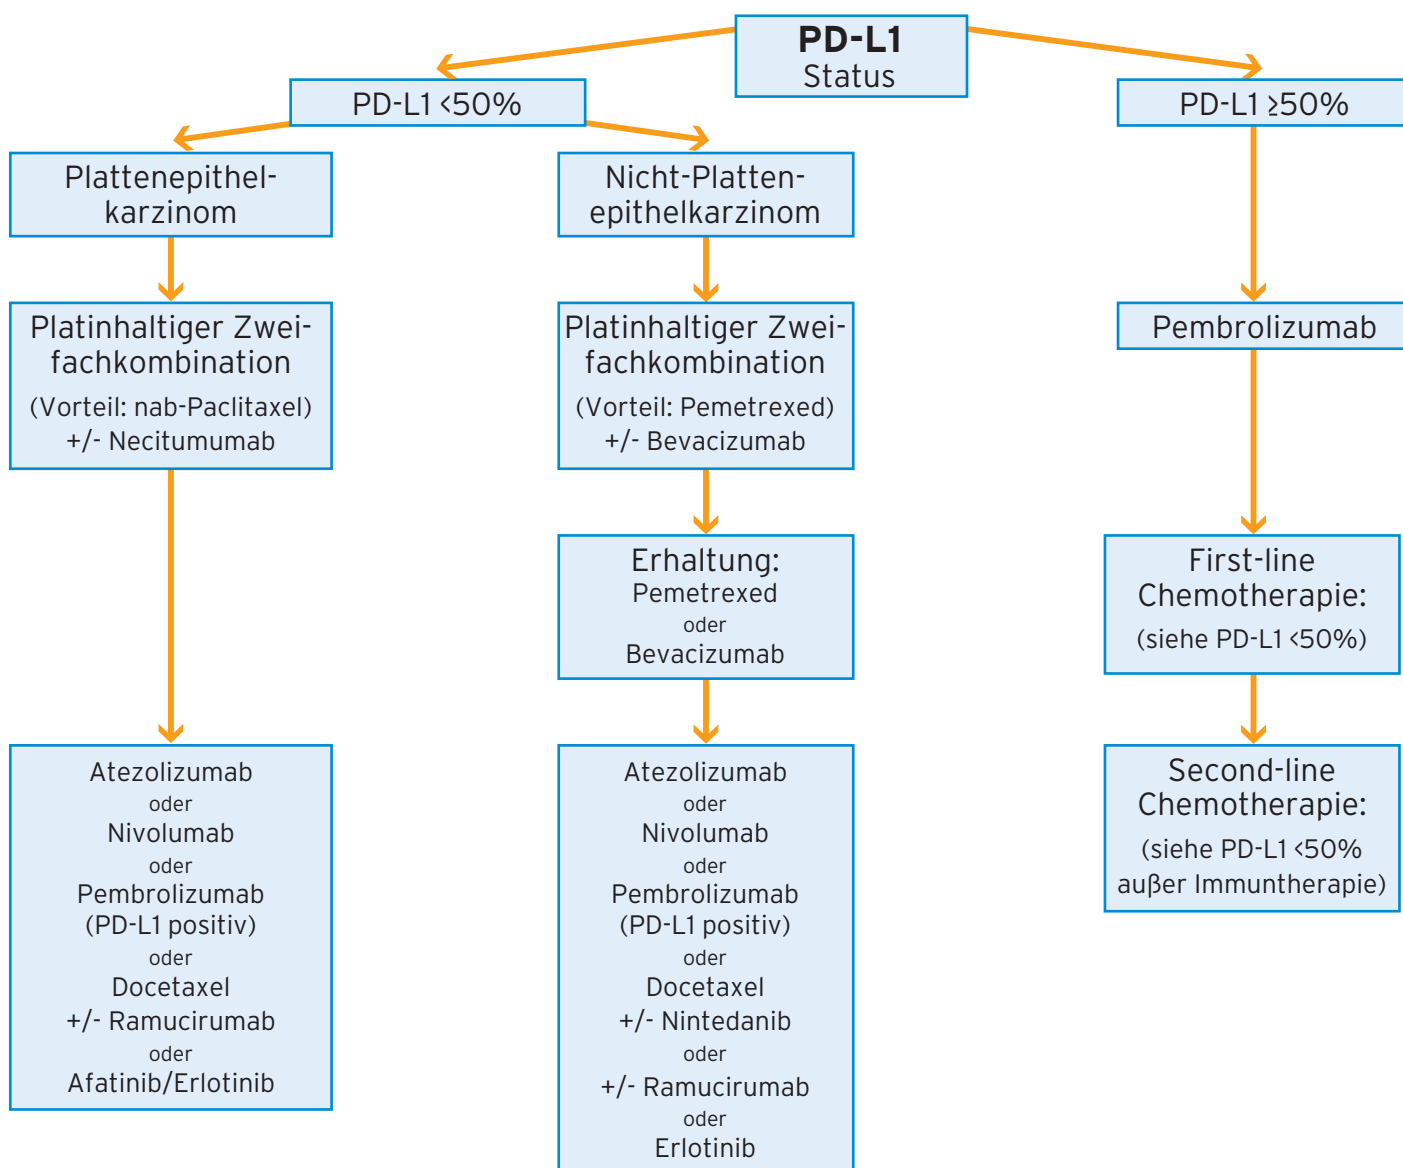 PD-L1
Status
PD-L1 <50%
PD-L1 ≥50%
Plattenepithel-
karzinom
Nicht-Platten-
epithelkarzinom
Platinhaltiger Zwei-
fachkombination
(Vorteil: nab-Paclitaxel)
+/- Necitumumab
Platinhaltiger Zwei-
fachkombination
(Vorteil: Pemetrexed)
+/- Bevacizumab
Pembrolizumab
Erhaltung:
Pemetrexed
oder
Bevacizumab
First-line
Chemotherapie:
(siehe PD-L1 <50%)
Atezolizumab
oder
Nivolumab
oder
Pembrolizumab
(PD-L1 positiv)
oder
Docetaxel
+/- Ramucirumab
oder
Afatinib/Erlotinib
Atezolizumab
oder
Nivolumab
oder
Pembrolizumab
(PD-L1 positiv)
oder
Docetaxel
+/- Nintedanib
oder
+/- Ramucirumab
oder
Erlotinib
Second-line
Chemotherapie:
(siehe PD-L1 <50%
außer Immuntherapie)